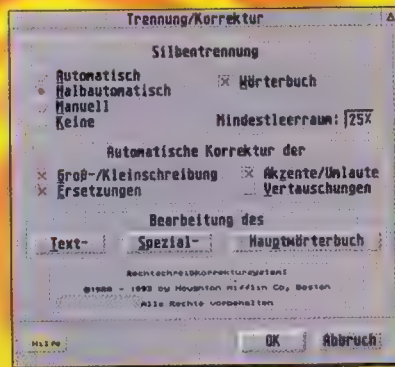 Trennung/Korrektur
Silbentrennung
Automatisch
Halbautomatisch
Wörterbuch
Manuell
Keine
Mindestleerraum: 25%
Automatische Korrektur der
Groß-/Kleinschreibung
Akzente/Umlaute
Ersetzungen
Vertauschungen
Bearbeitung des
Text-
Spezial-
Hauptwörterbuch
Rechtschreibkorrektursystem:
©1988 - 1993 by Houghton Mifflin Co, Boston
Alle Rechte vorbehalten
Hilfe
OK
Abbruch